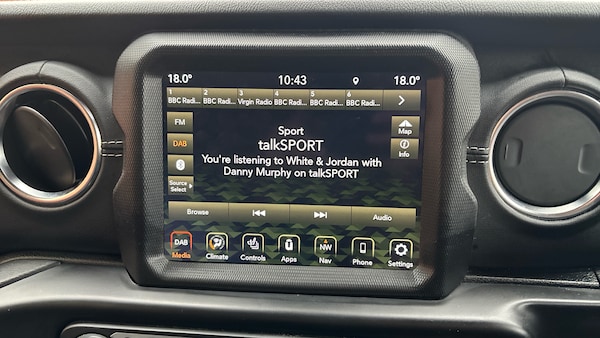 18.0° 10:43 18.0°
1 2 3 4 5 6
BBC Radi... BBC Radi... Virgin Radio BBC Radi... BBC Radi... BBC Radi...
FM
DAB
Source
Select
Map
Info
Sport
talkSPORT
You're listening to White & Jordan with
Danny Murphy on talkSPORT
Browse Audio
DAB NW
Media Climate Controls Apps Nav Phone Settings